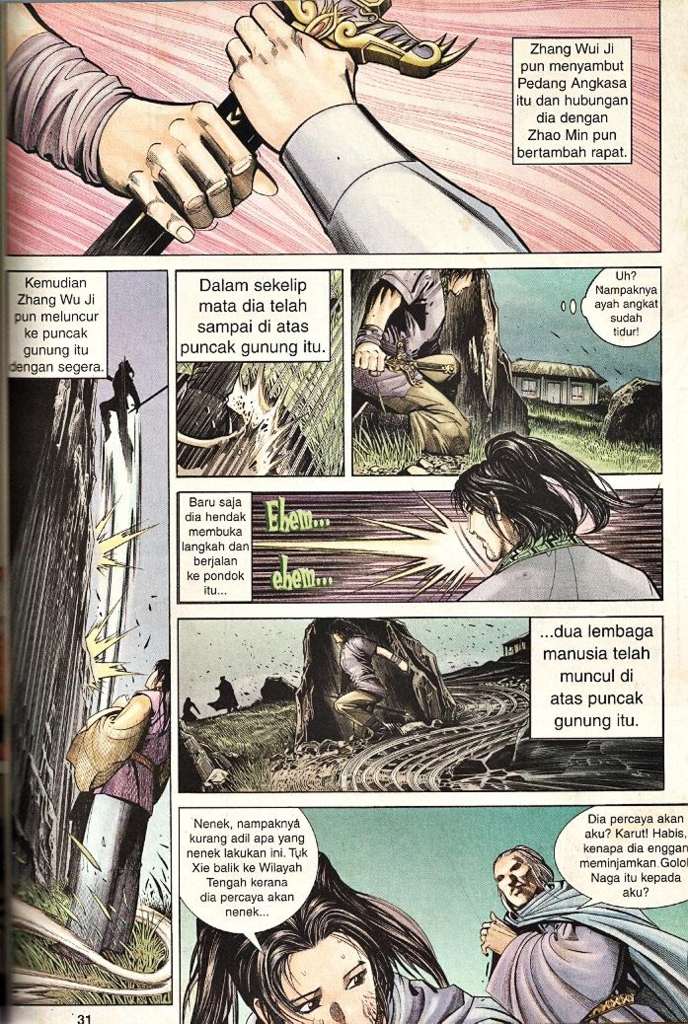 Zhang Wui Ji
pun menyambut
Pedang Angkasa
itu dan hubungan
dia dengan
Zhao Min pun
bertambah rapat.
Kemudian
Zhang Wu Ji
pun meluncur
ke puncak
gunung itu
dengan segera.
Dalam sekelip
mata dia telah
sampai di atas
puncak gunung itu.
Uh?
Nampaknya
ayah angkat
sudah
tidur!
Baru saja
dia hendak
membuka
langkah dan
berjalan
ke pondok
itu...
Ehem...
ehem...
...dua lembaga
manusia telah
muncul di
atas puncak
gunung itu.
Nenek, nampaknya
kurang adil apa yang
nenek lakukan ini. Tuk
Xie balik ke Wilayah
Tengah kerana
dia percaya akan
nenek...
Dia percaya akan
aku? Karut! Habis,
kenapa dia enggan
meminjamkan Golok
Naga itu kepada
aku?
31